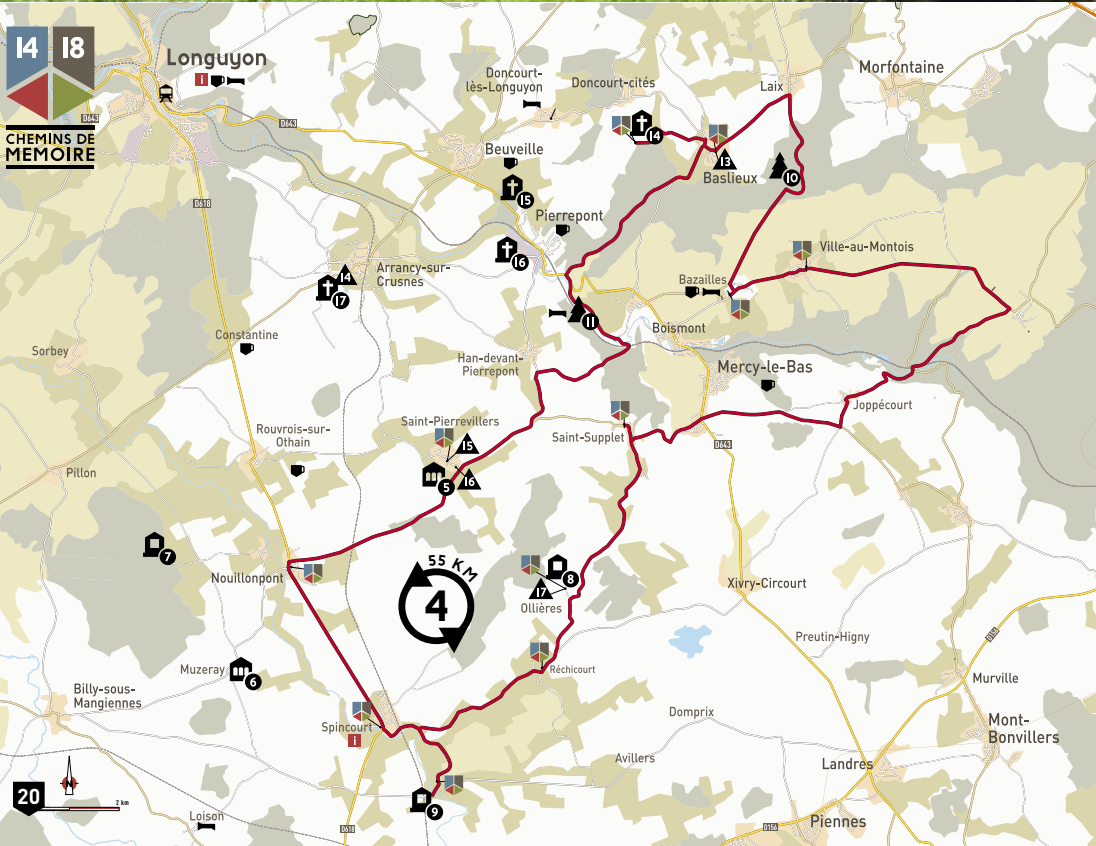 14 18
CHEMINS DE
MEMOIRE
Longuyon
i
D643
D643
Doncourt-
lès-Longuyon
Doncourt-cités
Laix
Morfontaine
14
13
Baslieux
10
Beuveille
15
Pierrepont
16
D618
14
Arrancy-sur-
Crusnes
17
Ville-au-Montois
Bazailles
11
Boismont
Constantine
Sorbey
Han-devant-
Pierrepont
Mercy-le-Bas
Joppécourt
Saint-Pierrevillers
Saint-Supplet
15
Rouvrois-sur-
Othain
5
16
D643
Pillon
7
Nouillonpont
55 KM
4
8
17
Ollières
Xivry-Circourt
Preutin-Higny
D156
Réchicourt
Muzeray
6
Murville
Billy-sous-
Mangiennes
Spincourt
i
Domprix
Mont-
Bonvillers
Avillers
Landres
N
20
2 km
9
Loison
D618
D156
Piennes